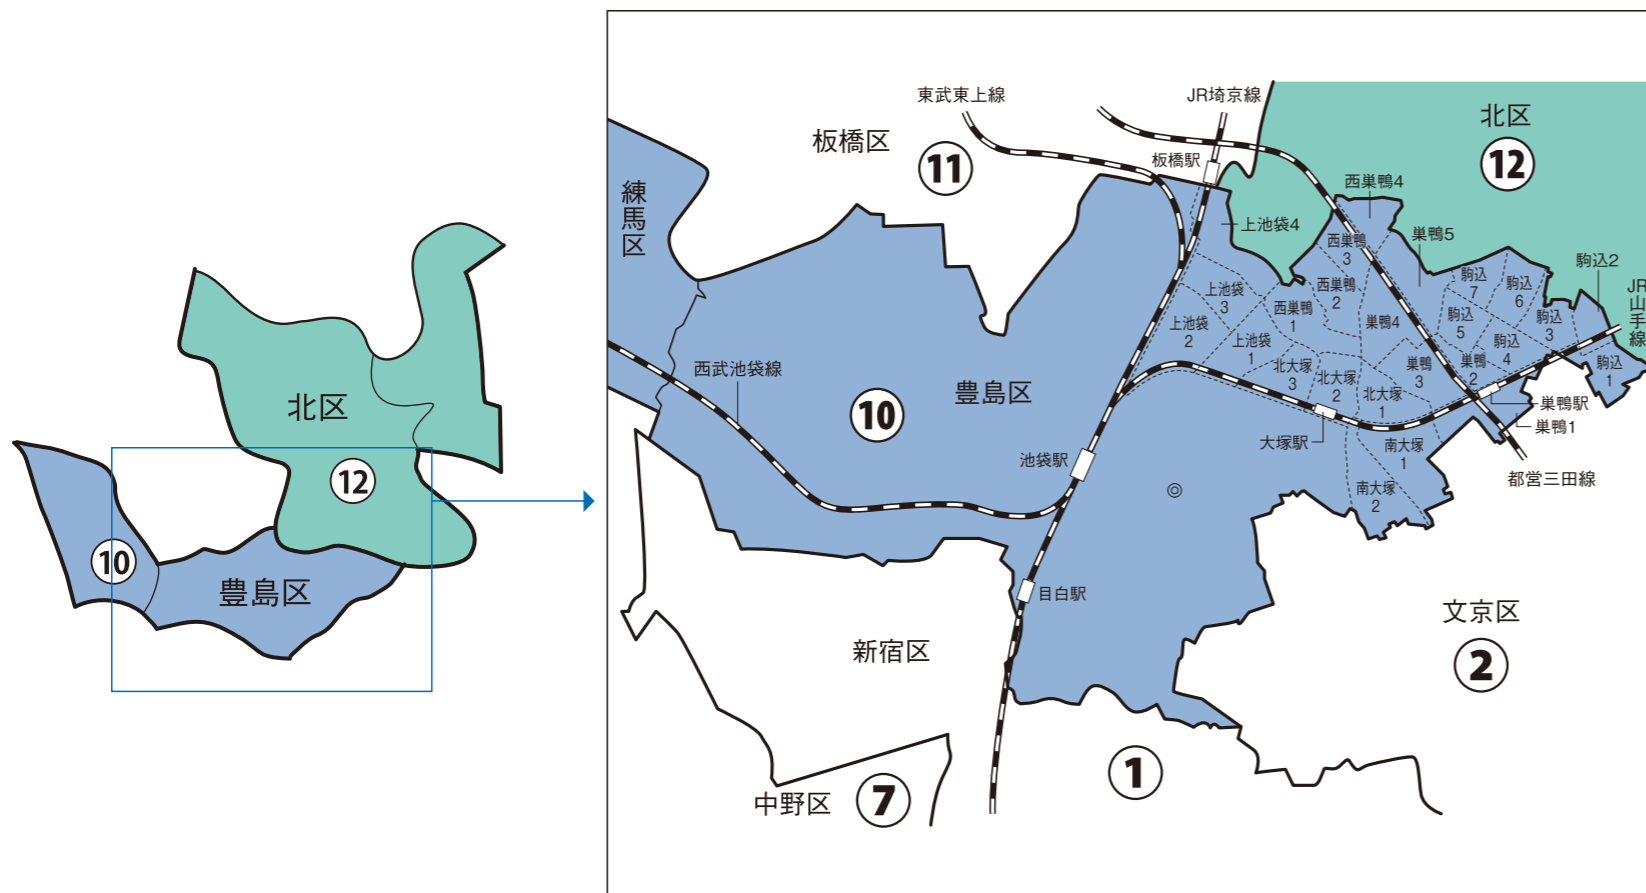 北区
12
10
豊島区
東武東上線
JR埼京線
板橋区
11
板橋駅
北区
12
練馬区
西巣鴨4
上池袋4
巣鴨5
西巣鴨
3
駒込2
JR山手線
駒込
7
駒込
6
上池袋
3
西巣鴨
2
西巣鴨
1
駒込
5
駒込
3
上池袋
2
巣鴨4
駒込
4
上池袋
1
巣鴨
3
巣鴨
2
駒込
1
西武池袋線
北大塚
3
北大塚
2
北大塚
1
豊島区
10
巣鴨駅
巣鴨1
大塚駅
南大塚
1
池袋駅
都営三田線
南大塚
2
目白駅
文京区
2
新宿区
1
中野区
7